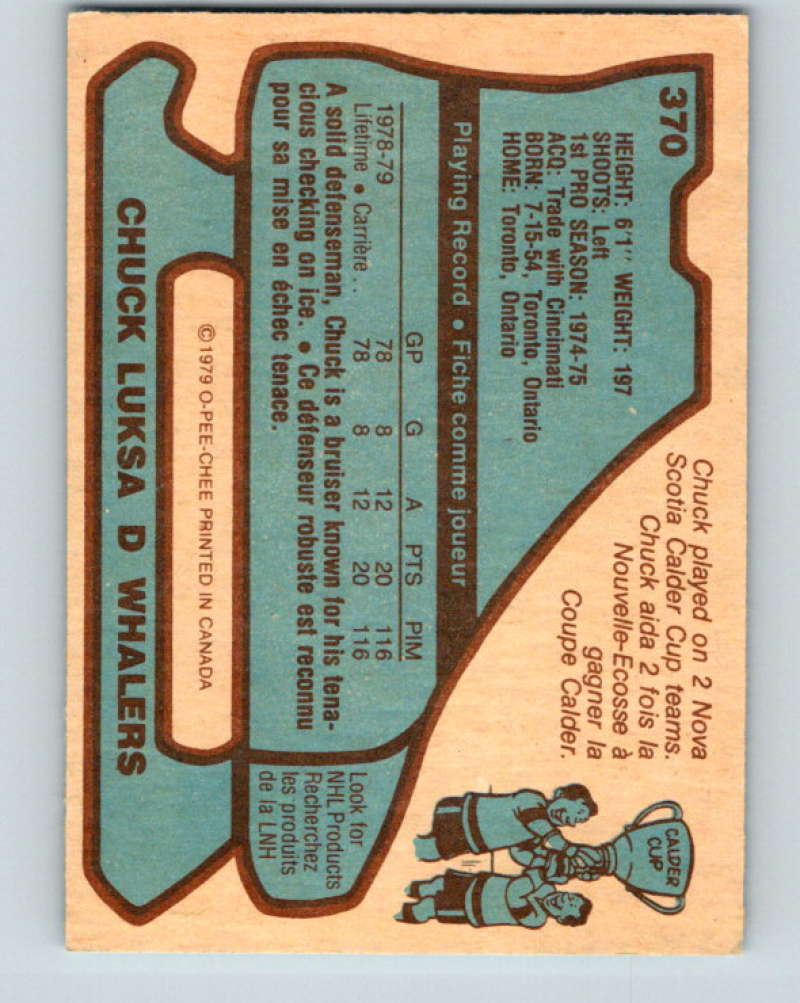 370
HEIGHT: 6'1" WEIGHT: 197
SHOOTS: Left
1st PRO SEASON: 1974-75
ACQ: Trade with Cincinnati
BORN: 7-15-54, Toronto, Ontario
HOME: Toronto, Ontario
Chuck played on 2 Nova
Scotia Calder Cup teams.
Chuck aida 2 fois la
Nouvelle-Ecosse à
gagner la
Coupe Calder.
CALDER
CUP
Playing Record • Fiche comme joueur
GP G A PTS PIM
1978-79 78 8 12 20 116
Lifetime • Carrière . . 78 8 12 20 116
A solid defenseman, Chuck is a bruiser known for his tena-
cious checking on ice. • Ce défenseur robuste est reconnu
pour sa mise en échec tenace.
Look for
NHL Products
Recherchez
les produits
de la LNH
© 1979 O-PEE-CHEE PRINTED IN CANADA
CHUCK LUKSA D WHALERS